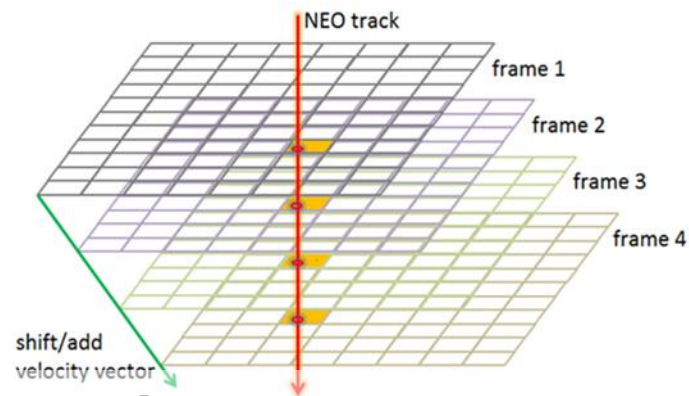 NEO track
frame 1
frame 2
frame 3
frame 4
shift/add
velocity vector